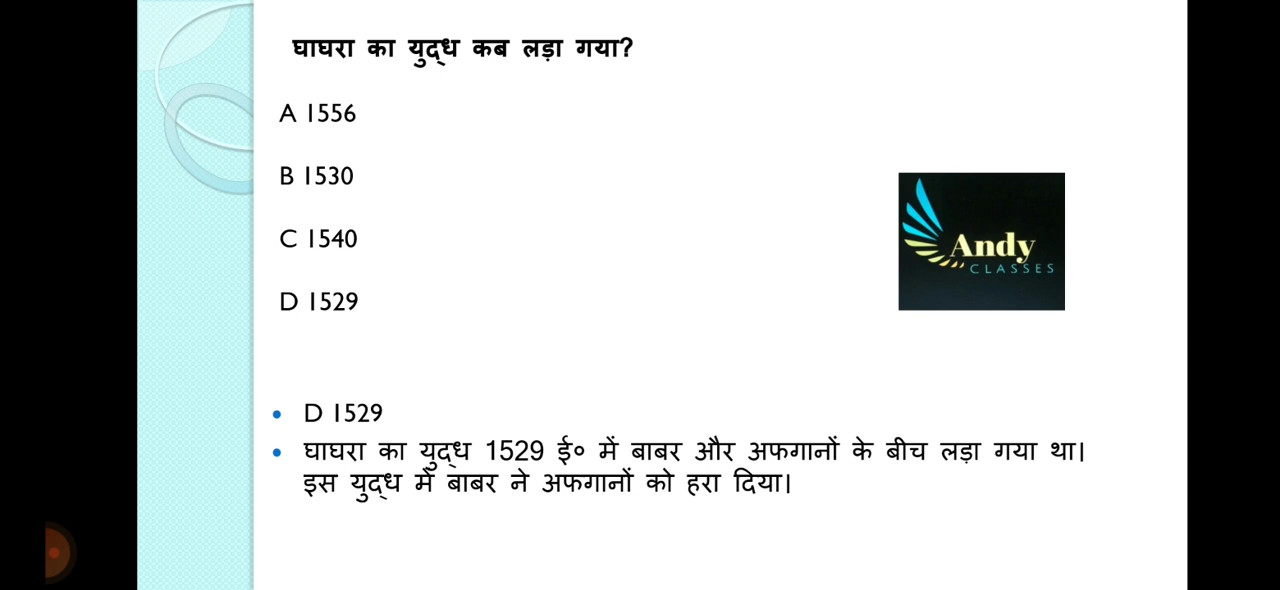 घाघरा का युद्ध कब लड़ा गया?
A 1556
B 1530
C 1540
D 1529
Andy
CLASSES
• D 1529
• घाघरा का युद्ध 1529 ई० में बाबर और अफगानों के बीच लड़ा गया था।
इस युद्ध में बाबर ने अफगानों को हरा दिया।